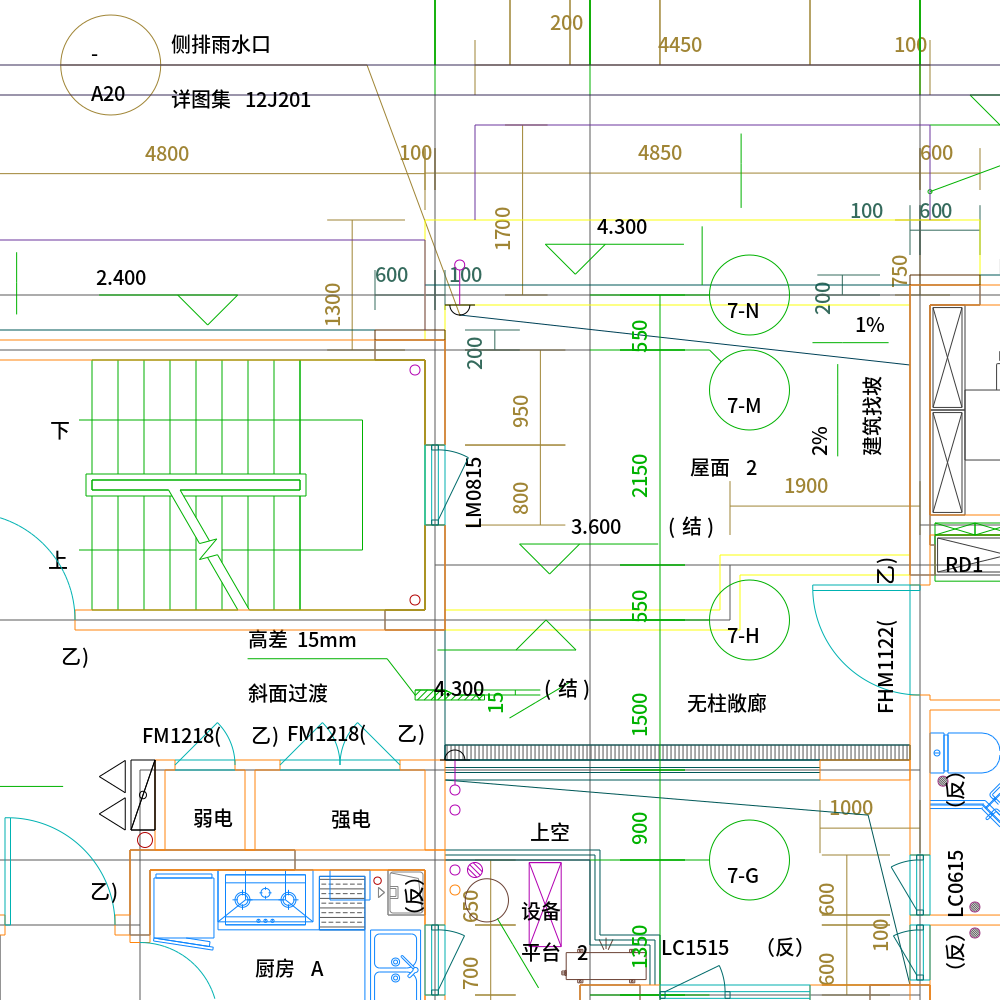 200
4450
100
-
侧排雨水口
A20
详图集 12J201
4800
100
4850
600
100
600
1700
4.300
750
2.400
600
100
1300
200
7-N
1%
550
200
950
7-M
2%
建筑找坡
下
屋面 2
LM0815
2150
1900
800
3.600
(结)
上
乙)
RD1
550
7-H
FHM1122(
高差 15mm
乙)
4.300
(结)
15
斜面过渡
无柱敞廊
1500
FM1218(
乙)
FM1218(
乙)
(反)
1000
弱电
强电
上空
900
7-G
LC0615
乙)
(反)
650
设备
600
100
平台 2
1350
LC1515
(反)
(反)
厨房 A
700
600